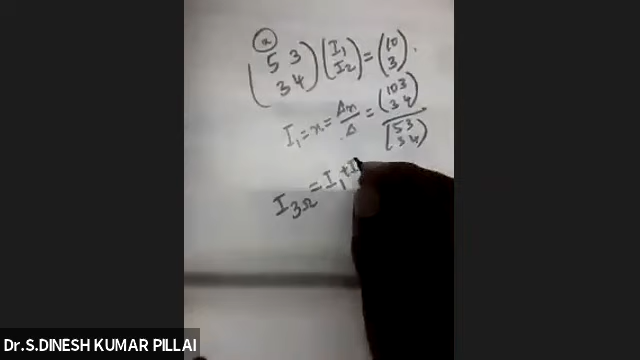 (x)
(5 3
3 4) (I₁
I₂) = (10
3).
I₁ = x = Δx/Δ = (10 3
3 4) / (5 3
3 4)
I₃Ω = I₁ + I
Dr.S.DINESH KUMAR PILLAI